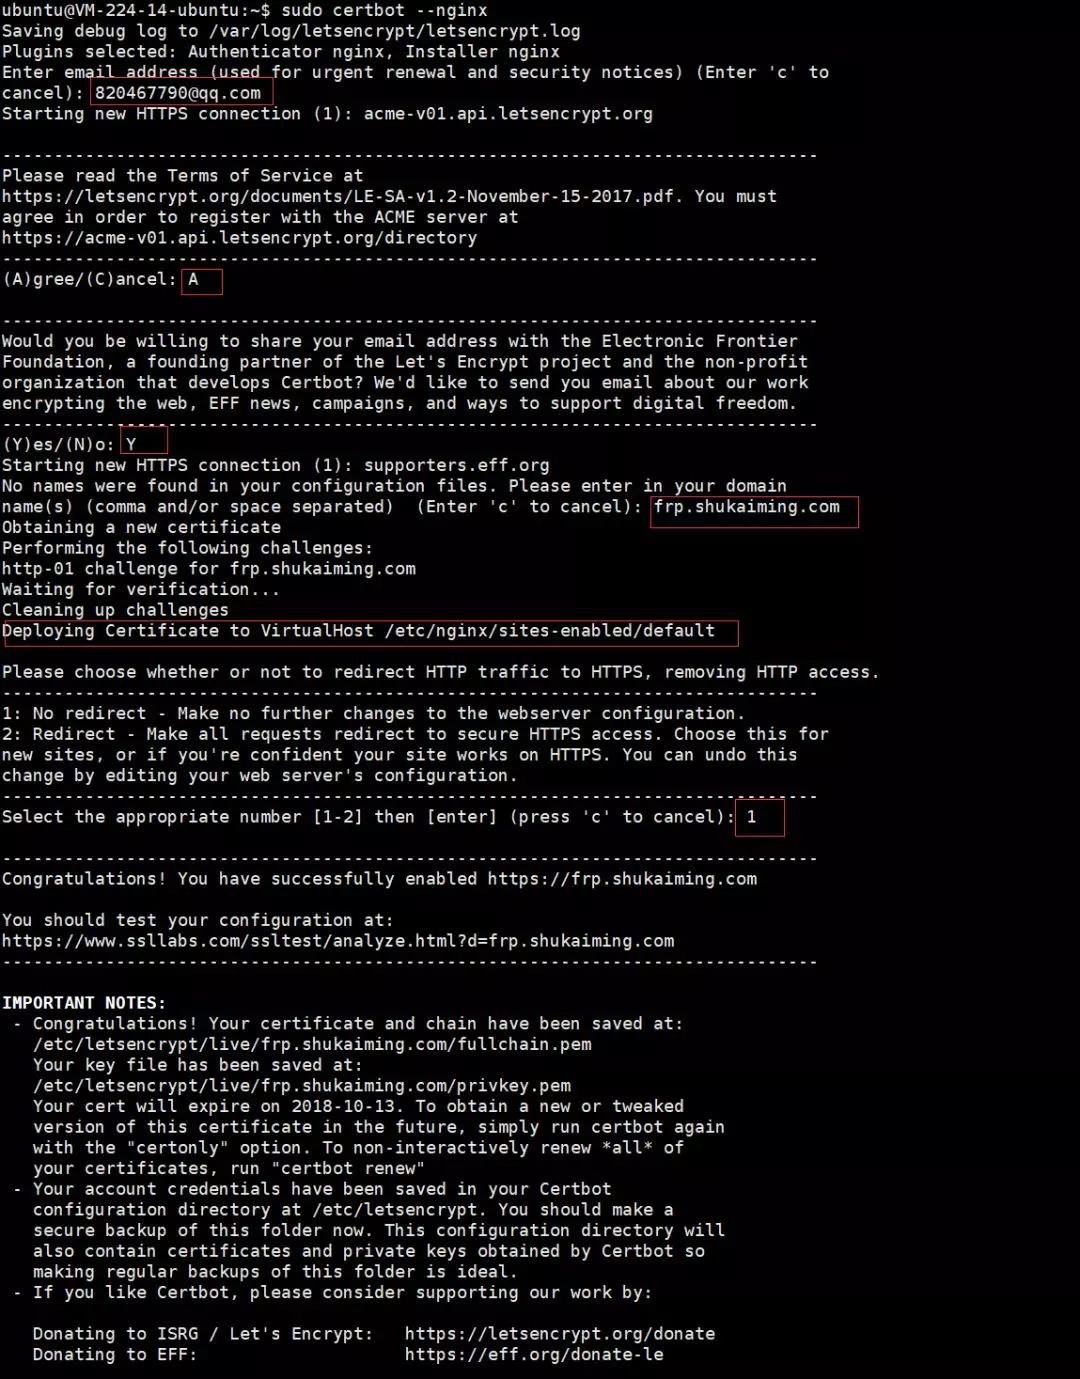 ubuntu@VM-224-14-ubuntu:~$ sudo certbot --nginx
Saving debug log to /var/log/letsencrypt/letsencrypt.log
Plugins selected: Authenticator nginx, Installer nginx
Enter email address (used for urgent renewal and security notices) (Enter 'c' to
cancel): 820467790@qq.com
Starting new HTTPS connection (1): acme-v01.api.letsencrypt.org
-------------------------------------------------------------------------------
Please read the Terms of Service at
https://letsencrypt.org/documents/LE-SA-v1.2-November-15-2017.pdf. You must
agree in order to register with the ACME server at
https://acme-v01.api.letsencrypt.org/directory
-------------------------------------------------------------------------------
(A)gree/(C)ancel: A
-------------------------------------------------------------------------------
Would you be willing to share your email address with the Electronic Frontier
Foundation, a founding partner of the Let's Encrypt project and the non-profit
organization that develops Certbot? We'd like to send you email about our work
encrypting the web, EFF news, campaigns, and ways to support digital freedom.
-------------------------------------------------------------------------------
(Y)es/(N)o: Y
Starting new HTTPS connection (1): supporters.eff.org
No names were found in your configuration files. Please enter in your domain
name(s) (comma and/or space separated)  (Enter 'c' to cancel): frp.shukaiming.com
Obtaining a new certificate
Performing the following challenges:
http-01 challenge for frp.shukaiming.com
Waiting for verification...
Cleaning up challenges
Deploying Certificate to VirtualHost /etc/nginx/sites-enabled/default
Please choose whether or not to redirect HTTP traffic to HTTPS, removing HTTP access.
-------------------------------------------------------------------------------
1: No redirect - Make no further changes to the webserver configuration.
2: Redirect - Make all requests redirect to secure HTTPS access. Choose this for
new sites, or if you're confident your site works on HTTPS. You can undo this
change by editing your web server's configuration.
-------------------------------------------------------------------------------
Select the appropriate number [1-2] then [enter] (press 'c' to cancel): 1
-------------------------------------------------------------------------------
Congratulations! You have successfully enabled https://frp.shukaiming.com
You should test your configuration at:
https://www.ssllabs.com/ssltest/analyze.html?d=frp.shukaiming.com
-------------------------------------------------------------------------------
IMPORTANT NOTES:
 - Congratulations! Your certificate and chain have been saved at:
   /etc/letsencrypt/live/frp.shukaiming.com/fullchain.pem
   Your key file has been saved at:
   /etc/letsencrypt/live/frp.shukaiming.com/privkey.pem
   Your cert will expire on 2018-10-13. To obtain a new or tweaked
   version of this certificate in the future, simply run certbot again
   with the "certonly" option. To non-interactively renew *all* of
   your certificates, run "certbot renew"
 - Your account credentials have been saved in your Certbot
   configuration directory at /etc/letsencrypt. You should make a
   secure backup of this folder now. This configuration directory will
   also contain certificates and private keys obtained by Certbot so
   making regular backups of this folder is ideal.
 - If you like Certbot, please consider supporting our work by:
   Donating to ISRG / Let's Encrypt:   https://letsencrypt.org/donate
   Donating to EFF:                    https://eff.org/donate-le